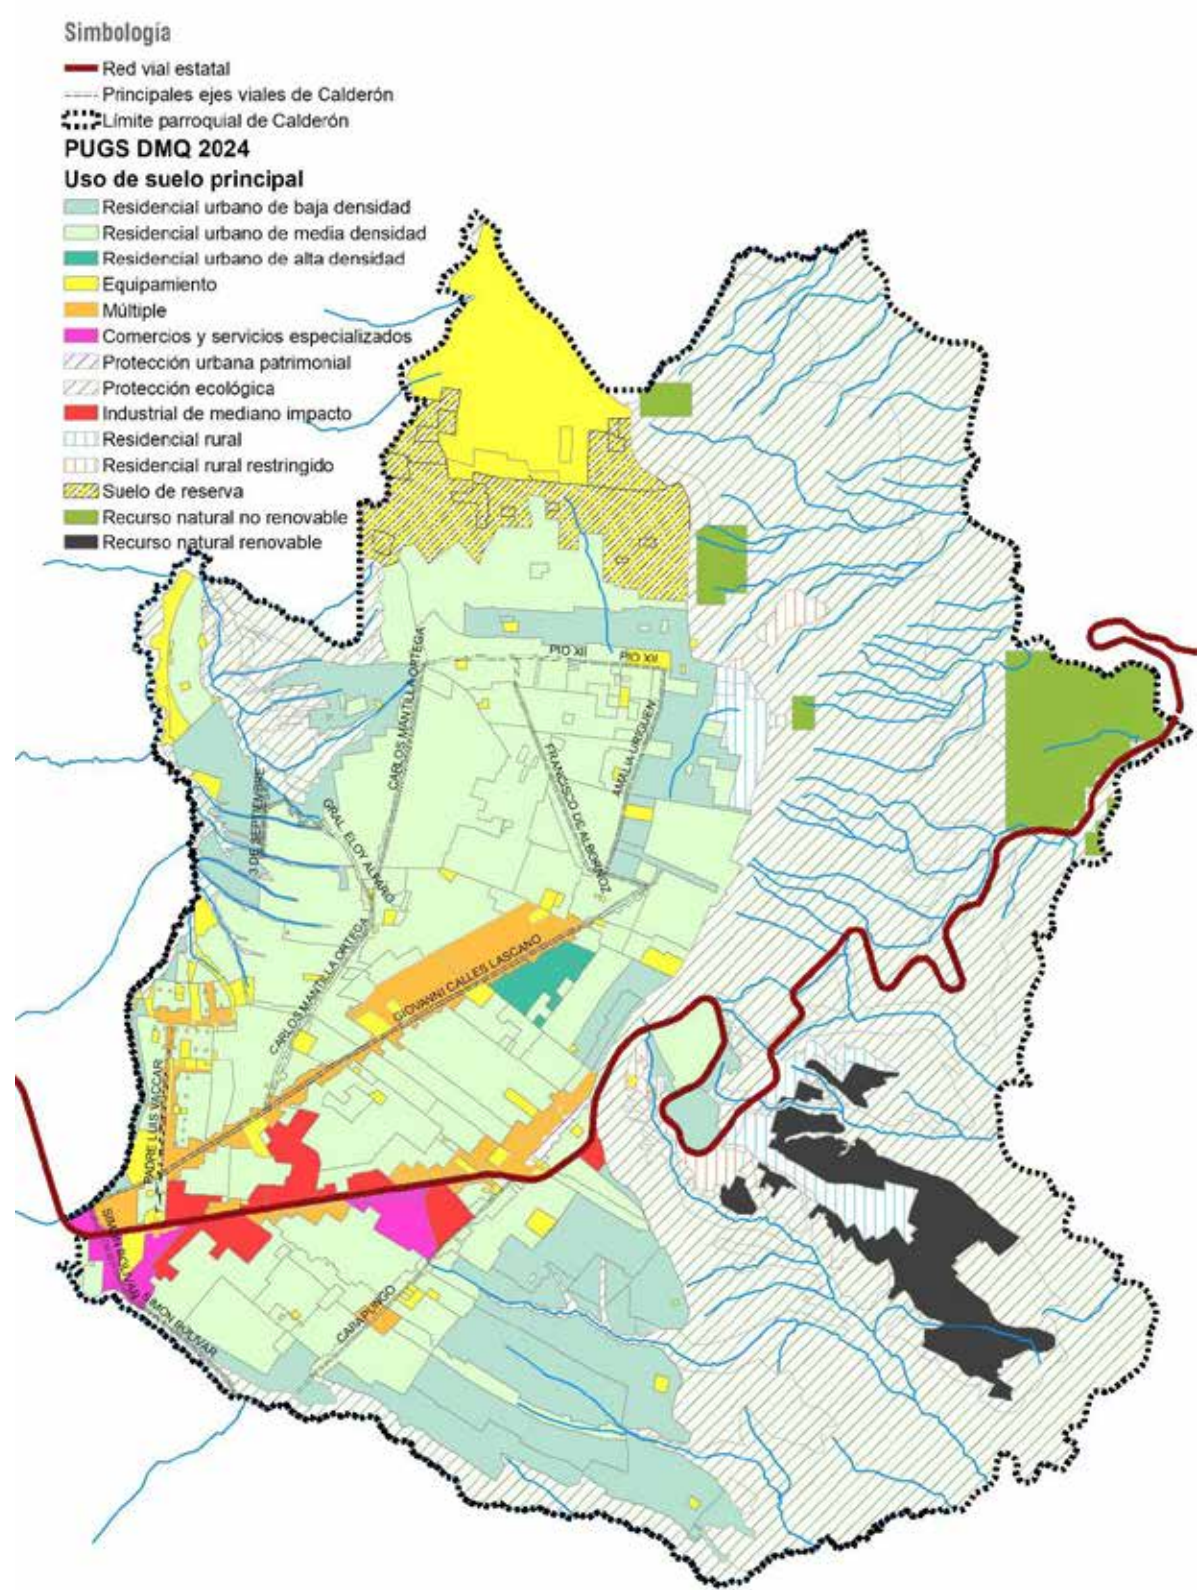 Simbología
Red vial estatal
Principales ejes viales de Calderón
Límite parroquial de Calderón
PUGS DMQ 2024
Uso de suelo principal
Residencial urbano de baja densidad
Residencial urbano de media densidad
Residencial urbano de alta densidad
Equipamiento
Múltiple
Comercios y servicios especializados
Protección urbana patrimonial
Protección ecológica
Industrial de mediano impacto
Residencial rural
Residencial rural restringido
Suelo de reserva
Recurso natural no renovable
Recurso natural renovable
PIO XII
PIO XII
CARLOS MANTILLA ORTEGA
AMALIA URIGUEN
FRANCISCO DE ALBORNOZ
3 DE SEPTIEMBRE
GRAL. ELOY ALFARO
CARLOS MANTILLA ORTEGA
GIOVANNI CALLES LASCANO
PADRE LUIS VACCARI
SIMON BOLIVAR
SIMON BOLIVAR
CARAPUNGO